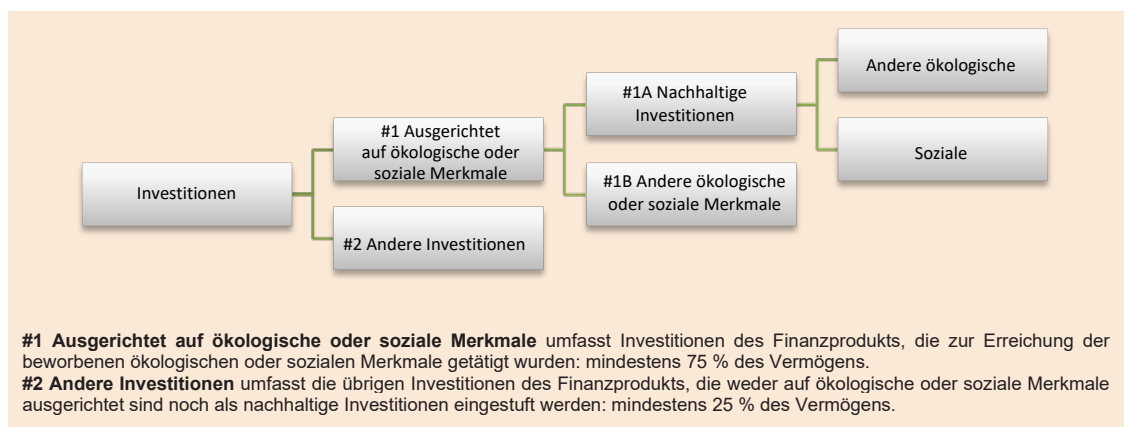 Investitionen
#1 Ausgerichtet
auf ökologische oder
soziale Merkmale
#2 Andere Investitionen
#1A Nachhaltige
Investitionen
#1B Andere ökologische
oder soziale Merkmale
Andere ökologische
Soziale
#1 Ausgerichtet auf ökologische oder soziale Merkmale umfasst Investitionen des Finanzprodukts, die zur Erreichung der
beworbenen ökologischen oder sozialen Merkmale getätigt wurden: mindestens 75 % des Vermögens.
#2 Andere Investitionen umfasst die übrigen Investitionen des Finanzprodukts, die weder auf ökologische oder soziale Merkmale
ausgerichtet sind noch als nachhaltige Investitionen eingestuft werden: mindestens 25 % des Vermögens.